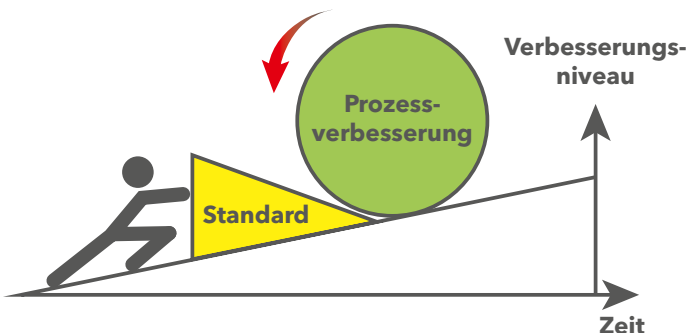 Verbesserungs-
niveau
Prozess-
verbesserung
Standard
Zeit